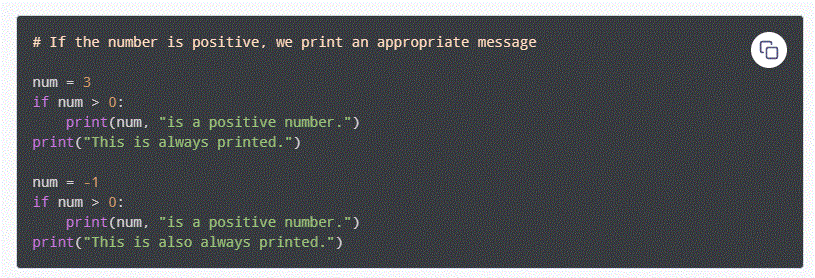 # If the number is positive, we print an appropriate message

num = 3
if num > 0:
    print(num, "is a positive number.")
print("This is always printed.")

num = -1
if num > 0:
    print(num, "is a positive number.")
print("This is also always printed.")